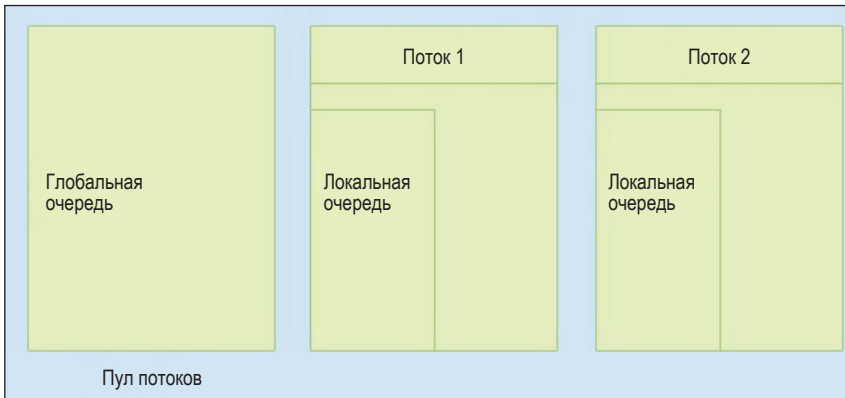 Поток 1
Поток 2
Глобальная
очередь
Локальная
очередь
Локальная
очередь
Пул потоков